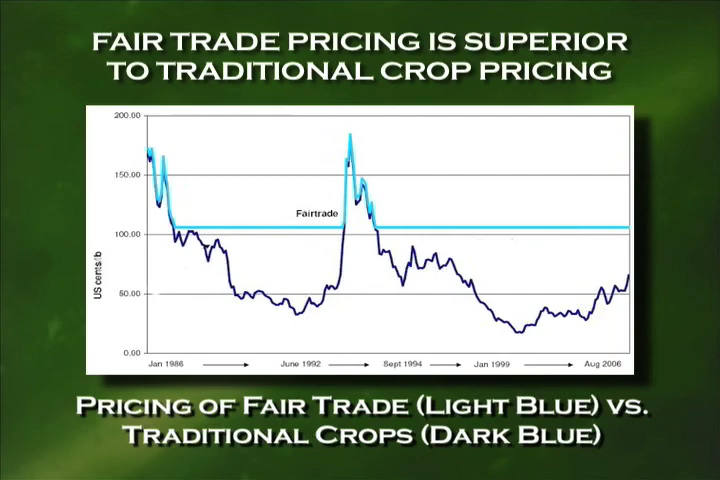 FAIR TRADE PRICING IS SUPERIOR
TO TRADITIONAL CROP PRICING
200.00
150.00
Fairtrade
100.00
US cents/lb
50.00
0.00
Jan 1986
June 1992
Sept 1994
Jan 1999
Aug 2006
PRICING OF FAIR TRADE (LIGHT BLUE) VS.
TRADITIONAL CROPS (DARK BLUE)